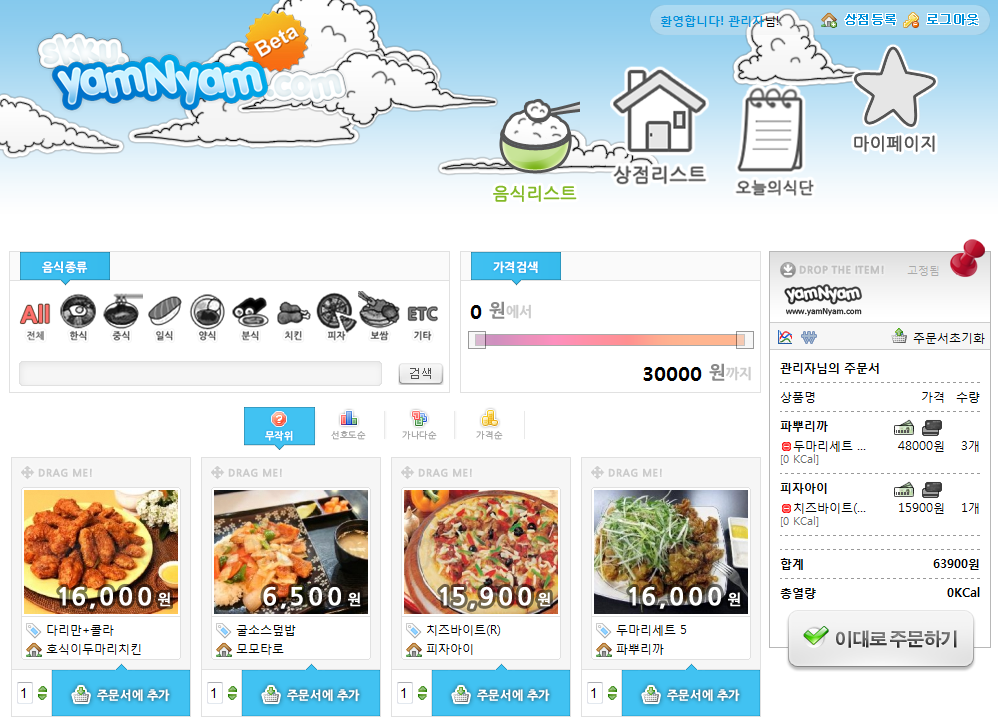 환영합니다! 관리자님!
상점등록
로그아웃
skku.
yamNyam.com
Beta
음식리스트
상점리스트
오늘의식단
마이페이지
음식종류
All
전체
한식
중식
일식
양식
분식
치킨
피자
보쌈
ETC
기타
검색
가격검색
0 원에서
30000 원까지
무작위
선호도순
가나다순
가격순
DRAG ME!
16,000원
다리만+콜라
호식이두마리치킨
1
주문서에 추가
DRAG ME!
6,500원
굴소스덮밥
모모타로
1
주문서에 추가
DRAG ME!
15,900원
치즈바이트(R)
피자아이
1
주문서에 추가
DRAG ME!
16,000원
두마리세트 5
파뿌리까
1
주문서에 추가
DROP THE ITEM!
고정됨
yamNyam
www.yamNyam.com
주문서초기화
관리자님의 주문서
상품명 가격 수량
파뿌리까
두마리세트 ... 48000원 3개
[0 KCal]
피자아이
치즈바이트(... 15900원 1개
[0 KCal]
합계 63900원
총열량 0KCal
이대로 주문하기